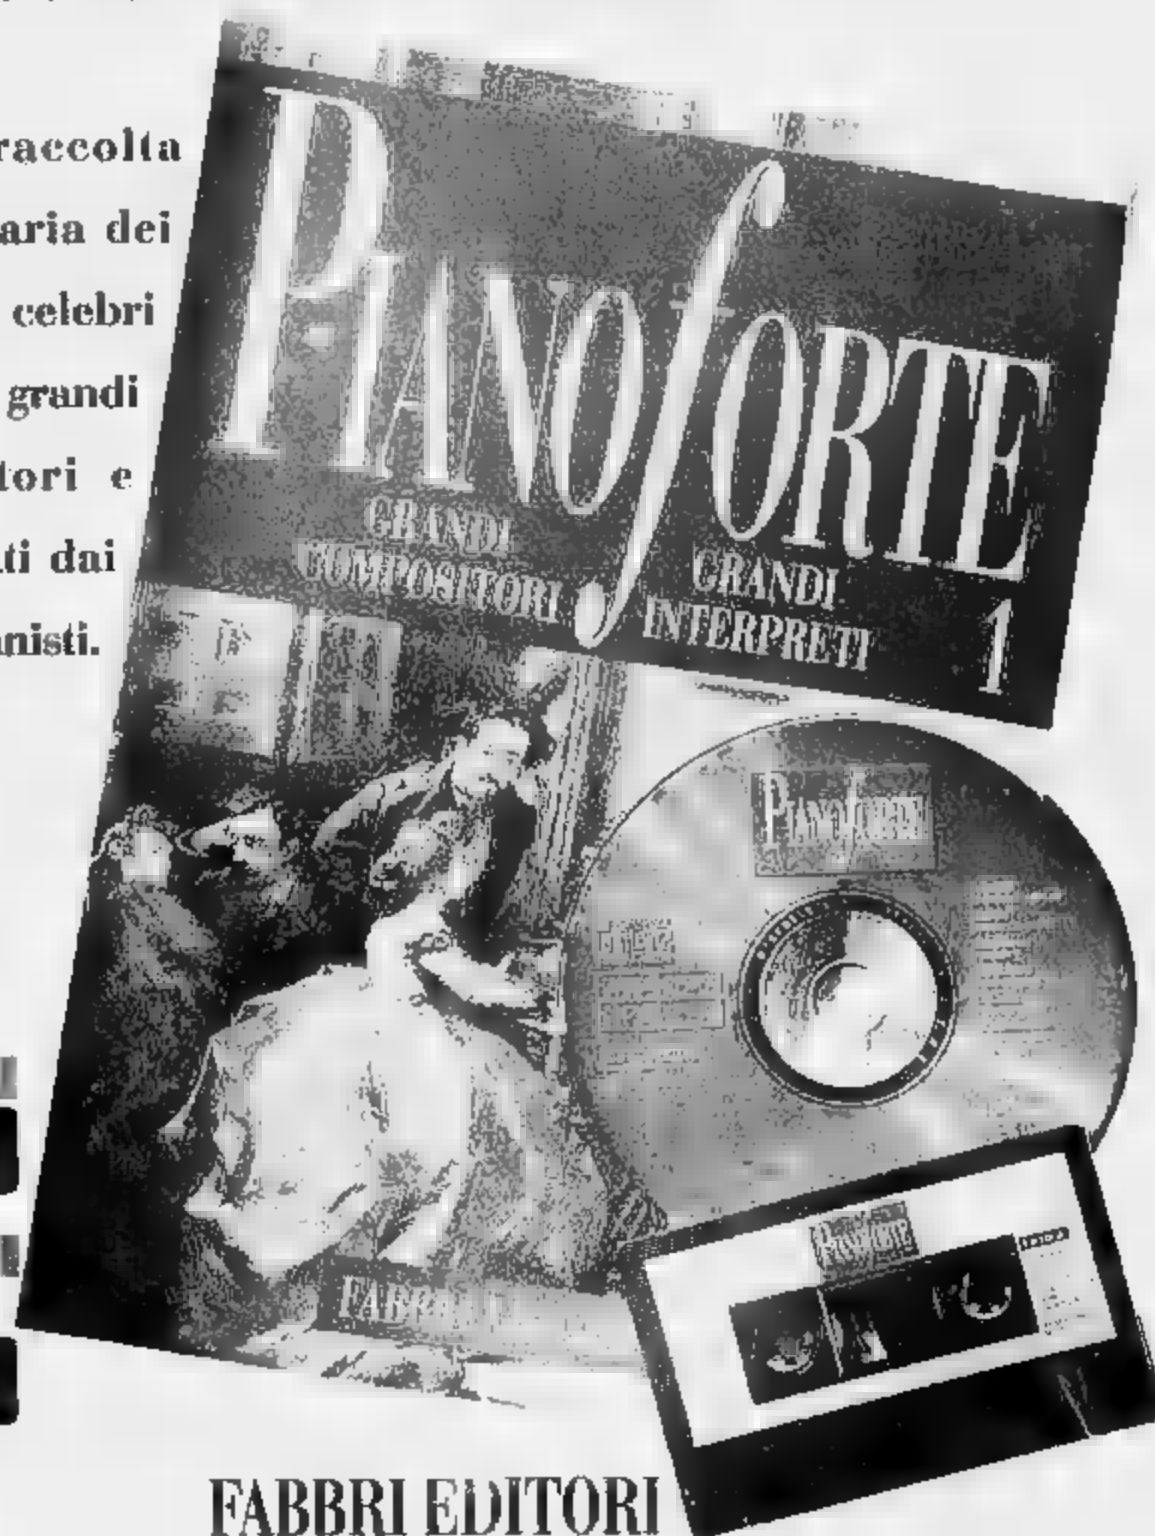 raccolta
aria dei
celebri
grandi
tori e
ti dai
nisti.
PIANOFORTE
GRANDI
COMPOSITORI
GRANDI
INTERPRETI
1
PIANOFORTE
PIANOFORTE
FABBRI
FABBRI EDITORI